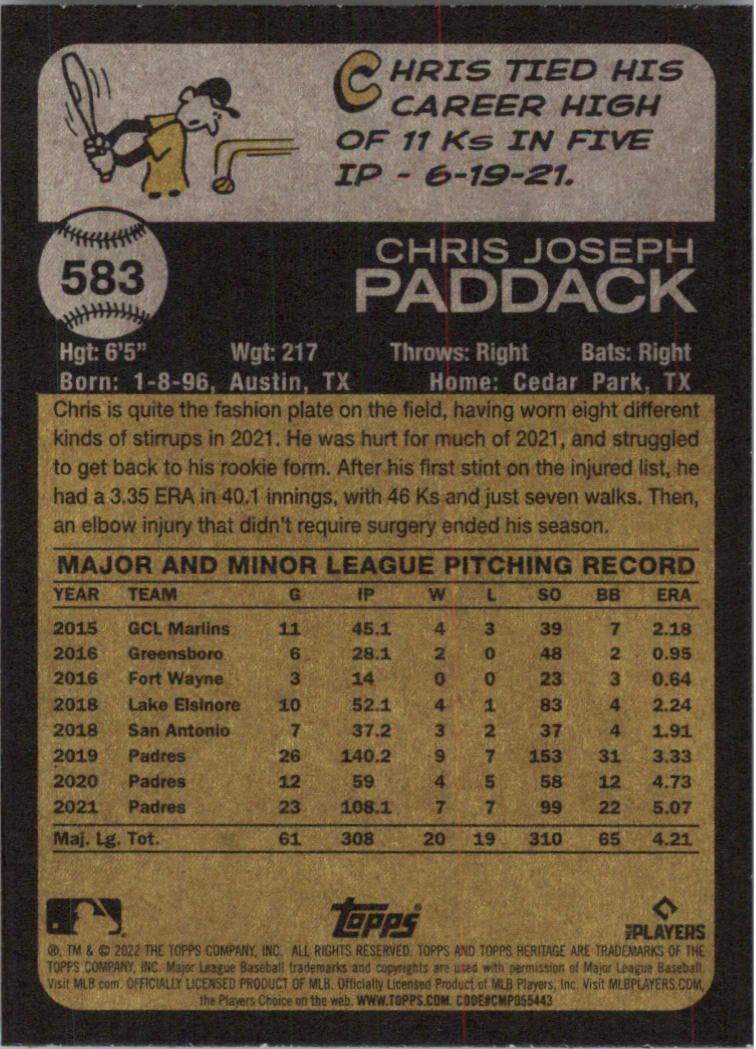 CHRIS TIED HIS
CAREER HIGH
OF 11 Ks IN FIVE
IP - 6-19-21.
583
CHRIS JOSEPH
PADDACK
Hgt: 6'5" Wgt: 217 Throws: Right Bats: Right
Born: 1-8-96, Austin, TX Home: Cedar Park, TX
Chris is quite the fashion plate on the field, having worn eight different
kinds of stirrups in 2021. He was hurt for much of 2021, and struggled
to get back to his rookie form. After his first stint on the injured list, he
had a 3.35 ERA in 40.1 innings, with 46 Ks and just seven walks. Then,
an elbow injury that didn't require surgery ended his season.
MAJOR AND MINOR LEAGUE PITCHING RECORD
YEAR TEAM G IP W L SO BB ERA
2015 GCL Marlins 11 45.1 4 3 39 7 2.18
2016 Greensboro 6 28.1 2 0 48 2 0.95
2016 Fort Wayne 3 14 0 0 23 3 0.64
2018 Lake Elsinore 10 52.1 4 1 83 4 2.24
2018 San Antonio 7 37.2 3 2 37 4 1.91
2019 Padres 26 140.2 9 7 153 31 3.33
2020 Padres 12 59 4 5 58 12 4.73
2021 Padres 23 108.1 7 7 99 22 5.07
Maj. Lg. Tot. 61 308 20 19 310 65 4.21
Topps
MLB PLAYERS
®, TM & © 2022 THE TOPPS COMPANY, INC. ALL RIGHTS RESERVED. TOPPS AND TOPPS HERITAGE ARE TRADEMARKS OF THE
TOPPS COMPANY, INC. Major League Baseball trademarks and copyrights are used with permission of Major League Baseball.
Visit MLB.com. OFFICIALLY LICENSED PRODUCT OF MLB. Officially Licensed Product of MLB Players, Inc. Visit MLBPLAYERS.COM,
the Players Choice on the web. WWW.TOPPS.COM. CODE#CMP055443